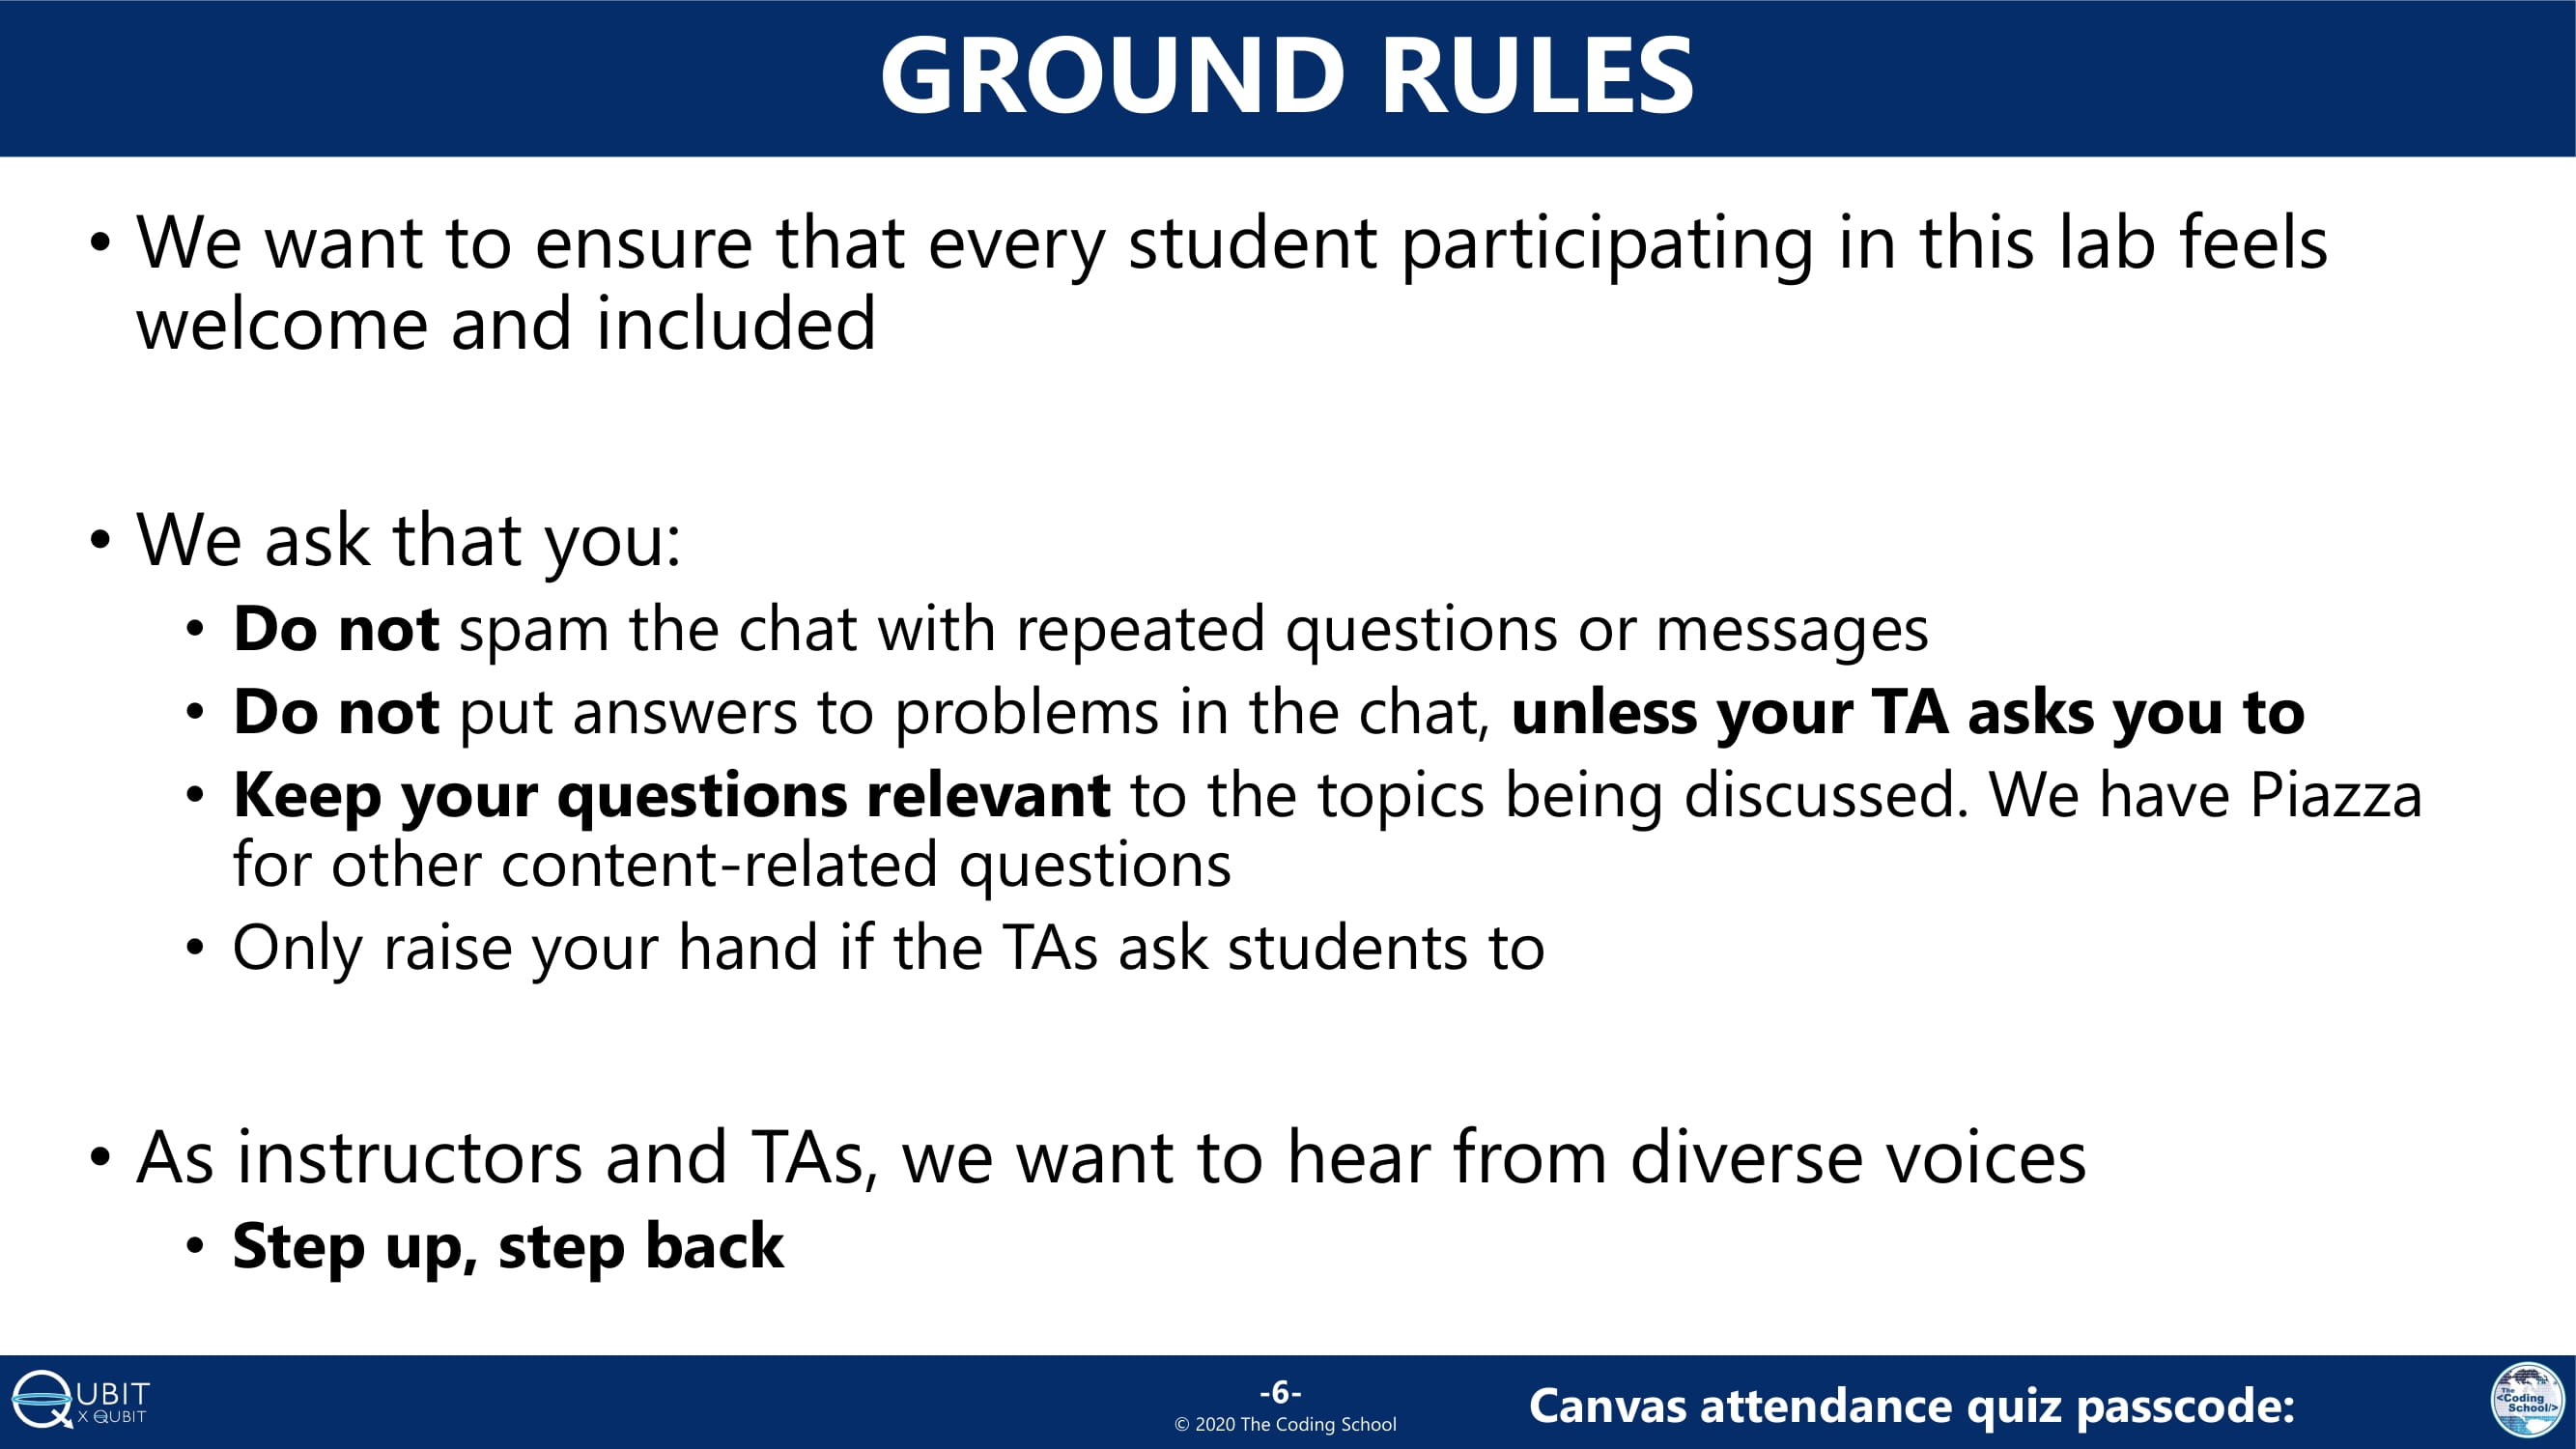 GROUND RULES
• We want to ensure that every student participating in this lab feels
welcome and included
• We ask that you:
• Do not spam the chat with repeated questions or messages
• Do not put answers to problems in the chat, unless your TA asks you to
• Keep your questions relevant to the topics being discussed. We have Piazza
for other content-related questions
• Only raise your hand if the TAs ask students to
• As instructors and TAs, we want to hear from diverse voices
• Step up, step back
QUBIT
X QUBIT
-6-
© 2020 The Coding School
Canvas attendance quiz passcode:
The
<Coding
School/>